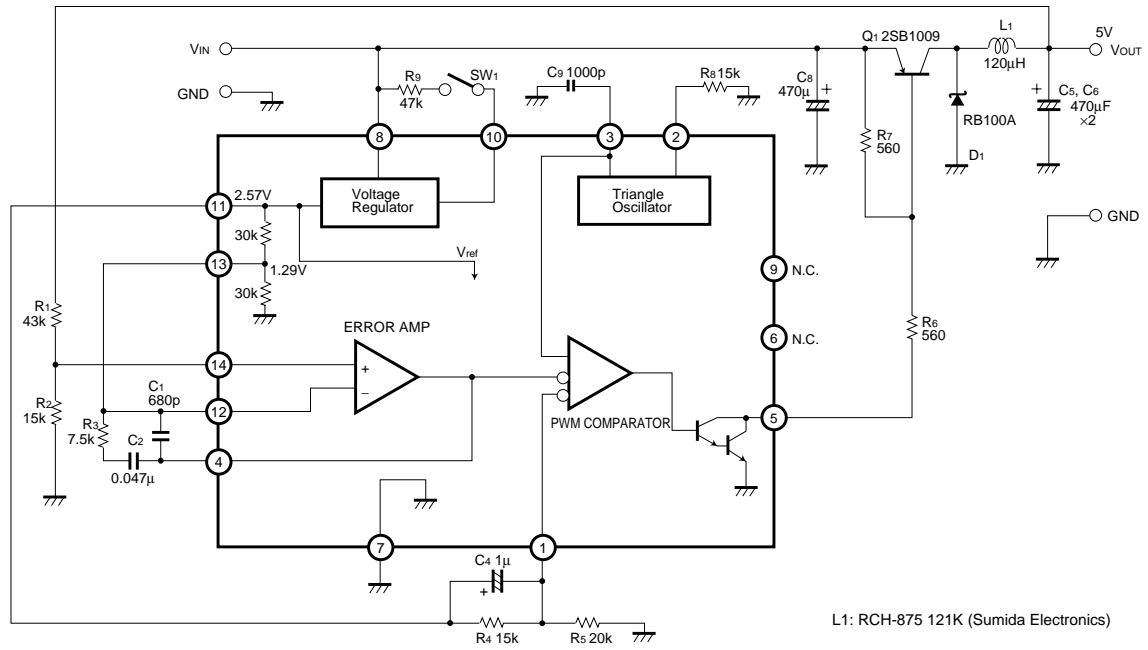 VIN
GND
R9
47k
SW1
C9 1000p
R8 15k
C8
470µ
+
Q1 2SB1009
L1
120µH
5V
VOUT
+
C5, C6
470µF
×2
RB100A
D1
R7
560
GND
8
10
3
2
Voltage
Regulator
Triangle
Oscillator
11
2.57V
30k
13
1.29V
30k
Vref
9
N.C.
6
N.C.
R6
560
R1
43k
ERROR AMP
14
+
C1
680p
12
–
R2
15k
R3
7.5k
C2
0.047µ
4
PWM COMPARATOR
5
7
1
C4 1µ
+
R4 15k
R5 20k
L1: RCH-875 121K (Sumida Electronics)